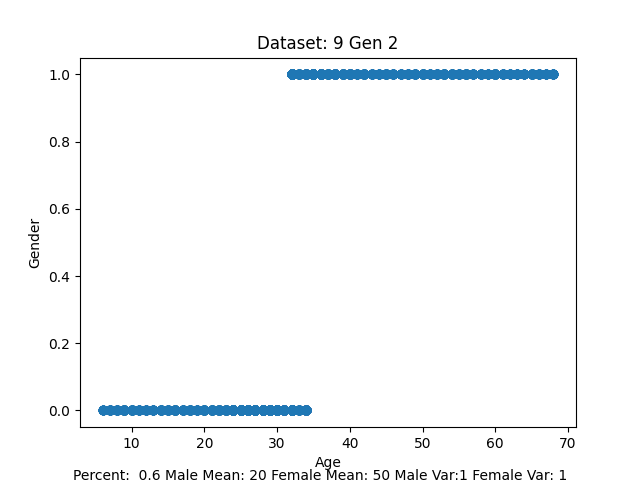 Dataset: 9 Gen 2
1.0
0.8
0.6
0.4
0.2
0.0
Gender
10 20 30 40 50 60 70
Age
Percent:  0.6 Male Mean: 20 Female Mean: 50 Male Var:1 Female Var: 1